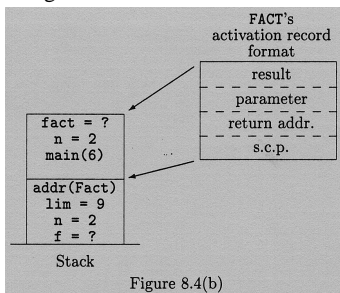 FACT's
activation record
format
result
parameter
return addr.
s.c.p.
fact = ?
n = 2
main(6)
addr(Fact)
lim = 9
n = 2
f = ?
Stack
Figure 8.4(b)